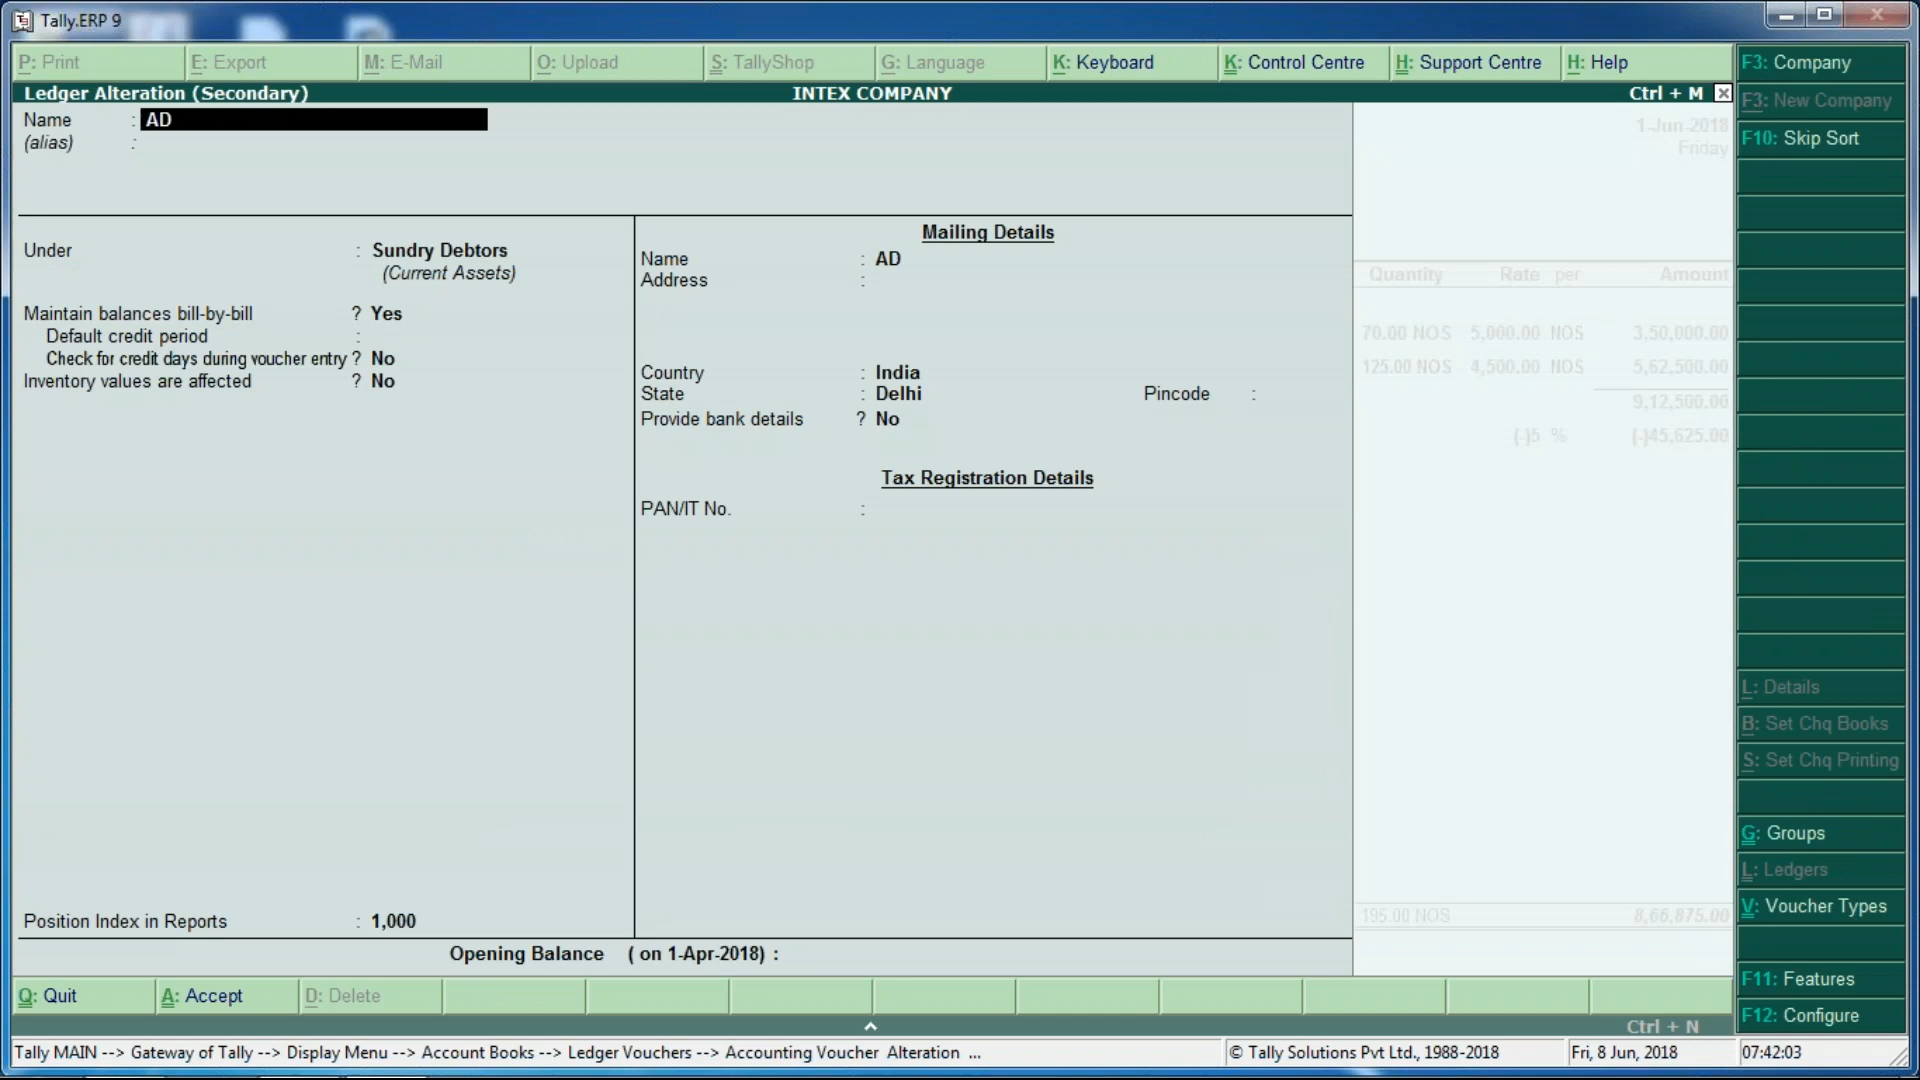 Tally.ERP 9
P: Print E: Export M: E-Mail O: Upload S: TallyShop G: Language K: Keyboard K: Control Centre H: Support Centre H: Help
F3: Company
Ledger Alteration (Secondary) INTEX COMPANY Ctrl + M
F3: New Company
Name : AD
(alias) :
1-Jun-2018
Friday
F10: Skip Sort
Under : Sundry Debtors
(Current Assets)
Maintain balances bill-by-bill ? Yes
Default credit period :
Check for credit days during voucher entry ? No
Inventory values are affected ? No
Position Index in Reports : 1,000
Mailing Details
Name : AD
Address :
Country : India
State : Delhi Pincode :
Provide bank details ? No
Tax Registration Details
PAN/IT No. :
Quantity Rate per Amount
70.00 NOS 5,000.00 NOS 3,50,000.00
125.00 NOS 4,500.00 NOS 5,62,500.00
9,12,500.00
(-)5 % (-)45,625.00
195.00 NOS 8,66,875.00
Opening Balance ( on 1-Apr-2018) :
L: Details
B: Set Chq Books
S: Set Chq Printing
G: Groups
L: Ledgers
V: Voucher Types
F11: Features
F12: Configure
Q: Quit A: Accept D: Delete
Ctrl + N
Tally MAIN --> Gateway of Tally --> Display Menu --> Account Books --> Ledger Vouchers --> Accounting Voucher Alteration ... © Tally Solutions Pvt Ltd., 1988-2018 Fri, 8 Jun, 2018 07:42:03